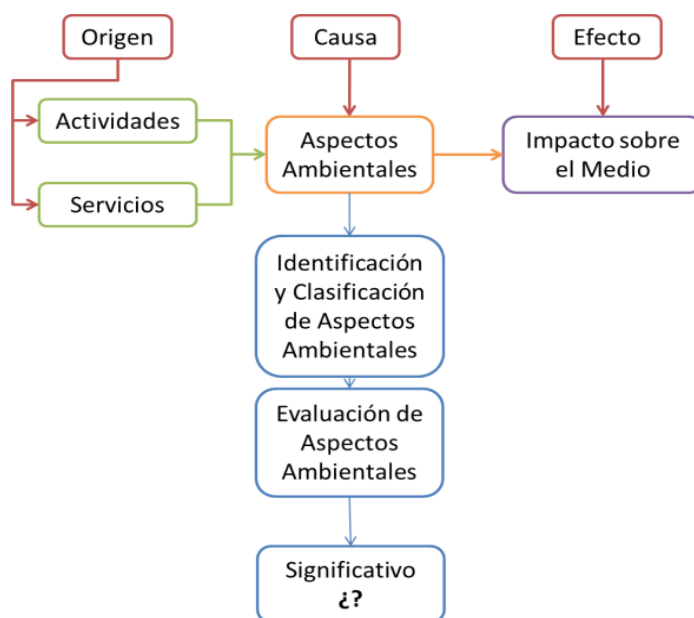 Origen
Causa
Efecto
Actividades
Servicios
Aspectos
Ambientales
Impacto sobre
el Medio
Identificación
y Clasificación
de Aspectos
Ambientales
Evaluación de
Aspectos
Ambientales
Significativo
¿?